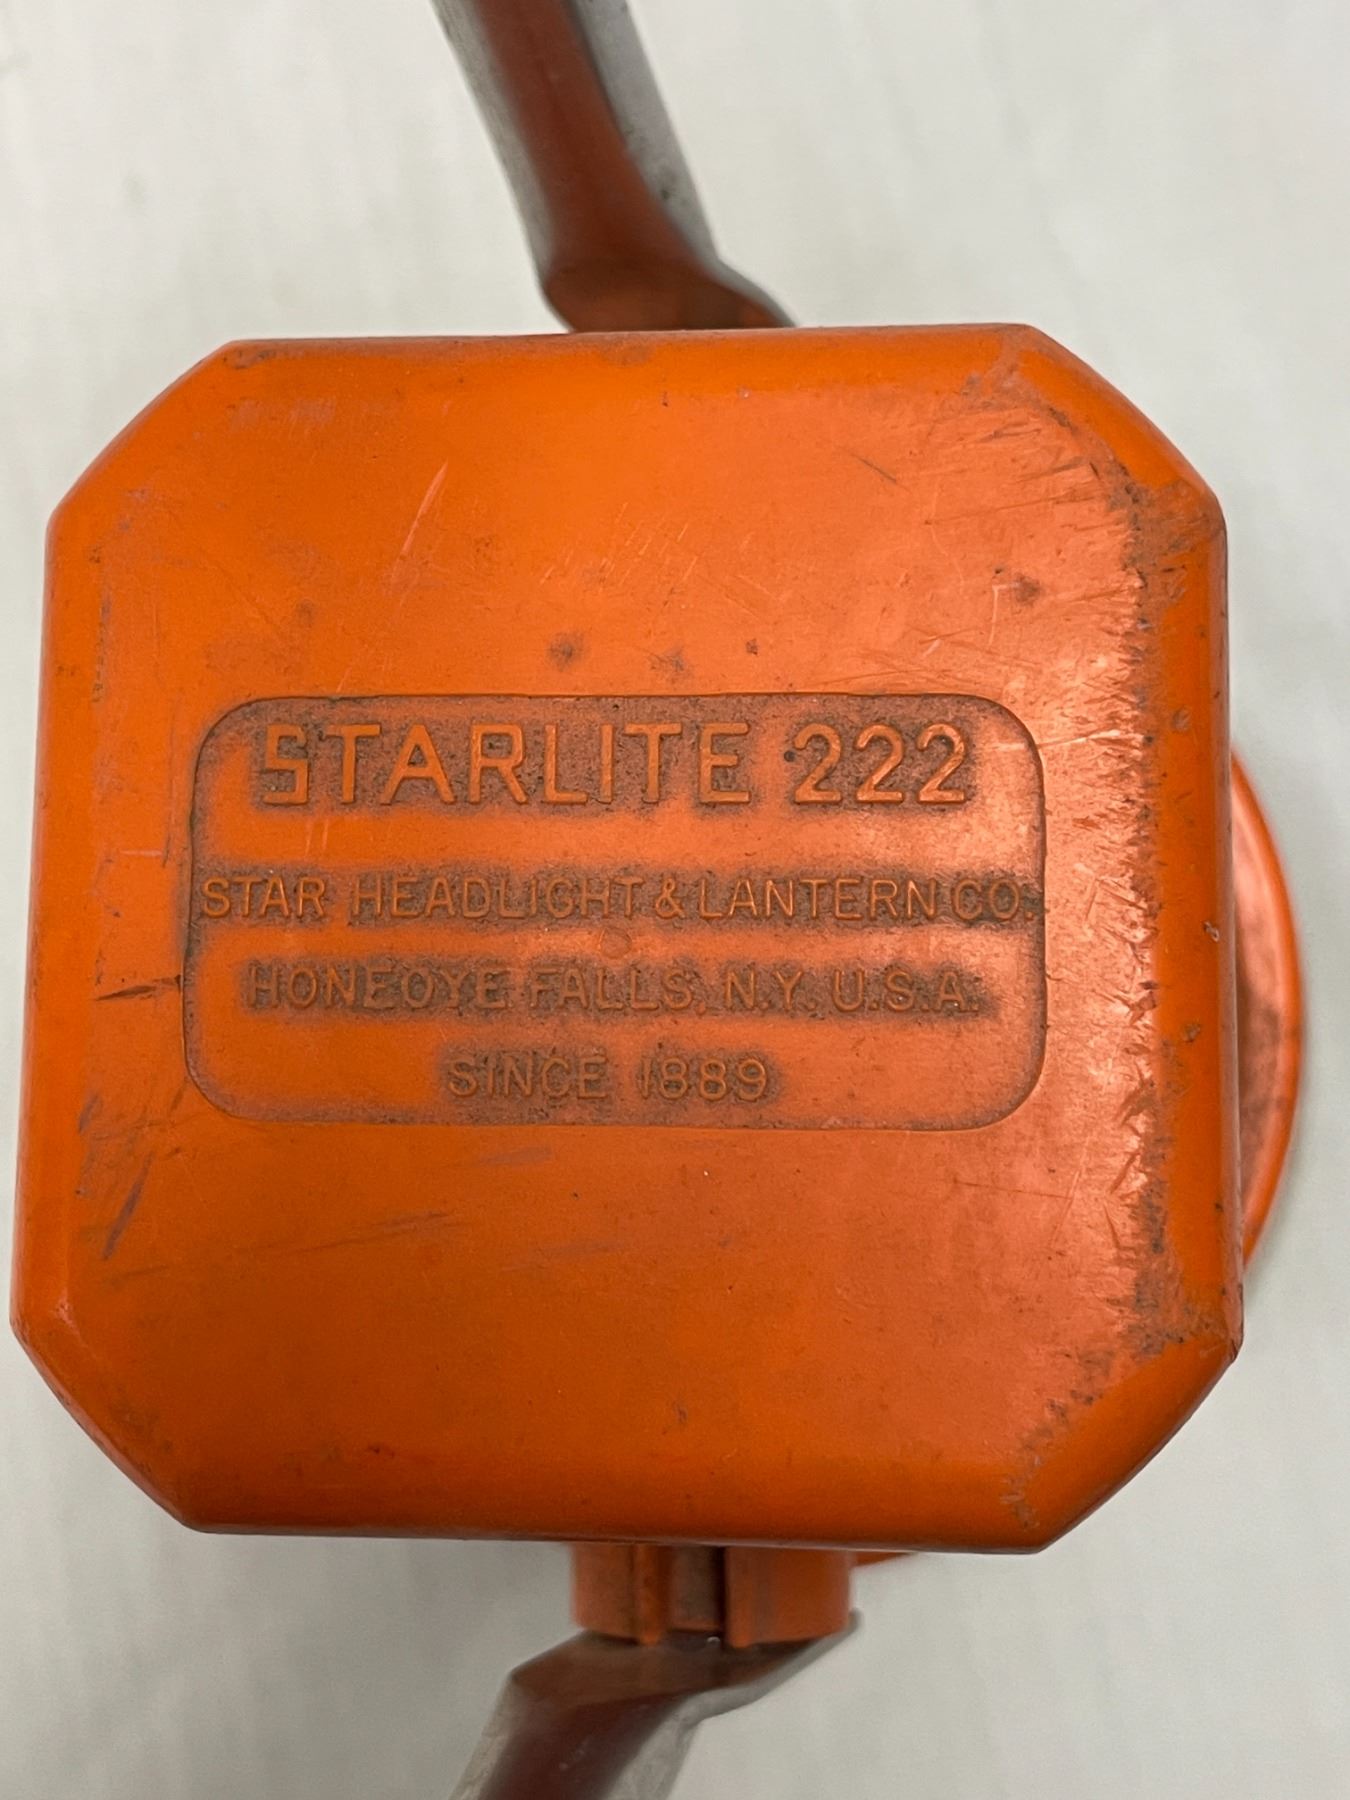 STARLITE 222
STAR HEADLIGHT & LANTERN CO.
HONEOYE FALLS, N.Y. U.S.A.
SINCE 1889